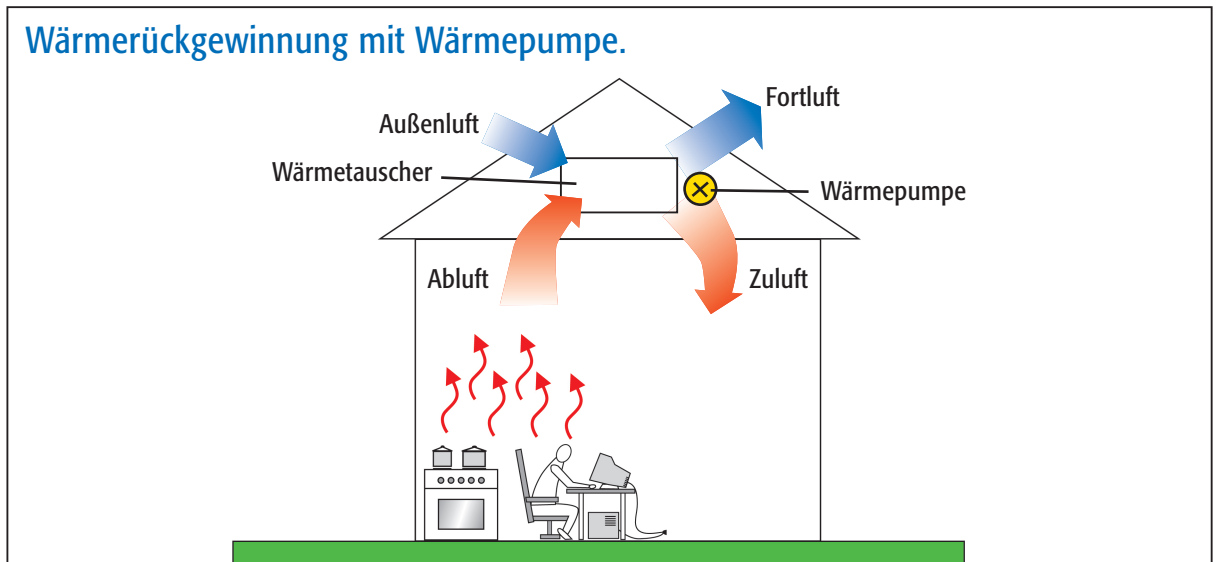 Wärmerückgewinnung mit Wärmepumpe.
Fortluft
Außenluft
Wärmetauscher
Wärmepumpe
Abluft
Zuluft